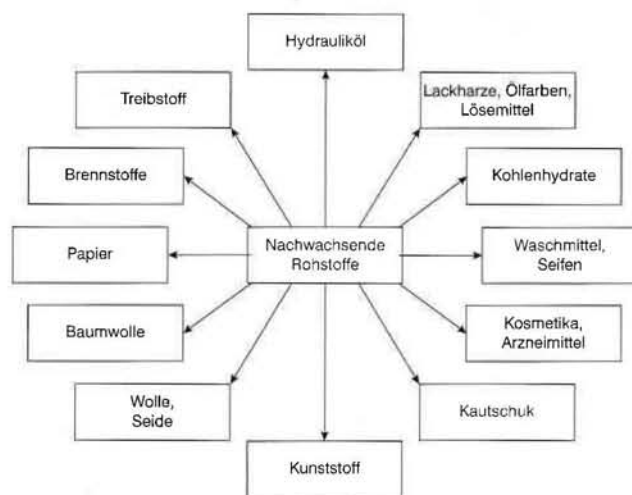 Hydrauliköl
Treibstoff
Lackharze, Ölfarben,
Lösemittel
Brennstoffe
Kohlenhydrate
Nachwachsende
Rohstoffe
Papier
Waschmittel,
Seifen
Baumwolle
Kosmetika,
Arzneimittel
Wolle,
Seide
Kautschuk
Kunststoff